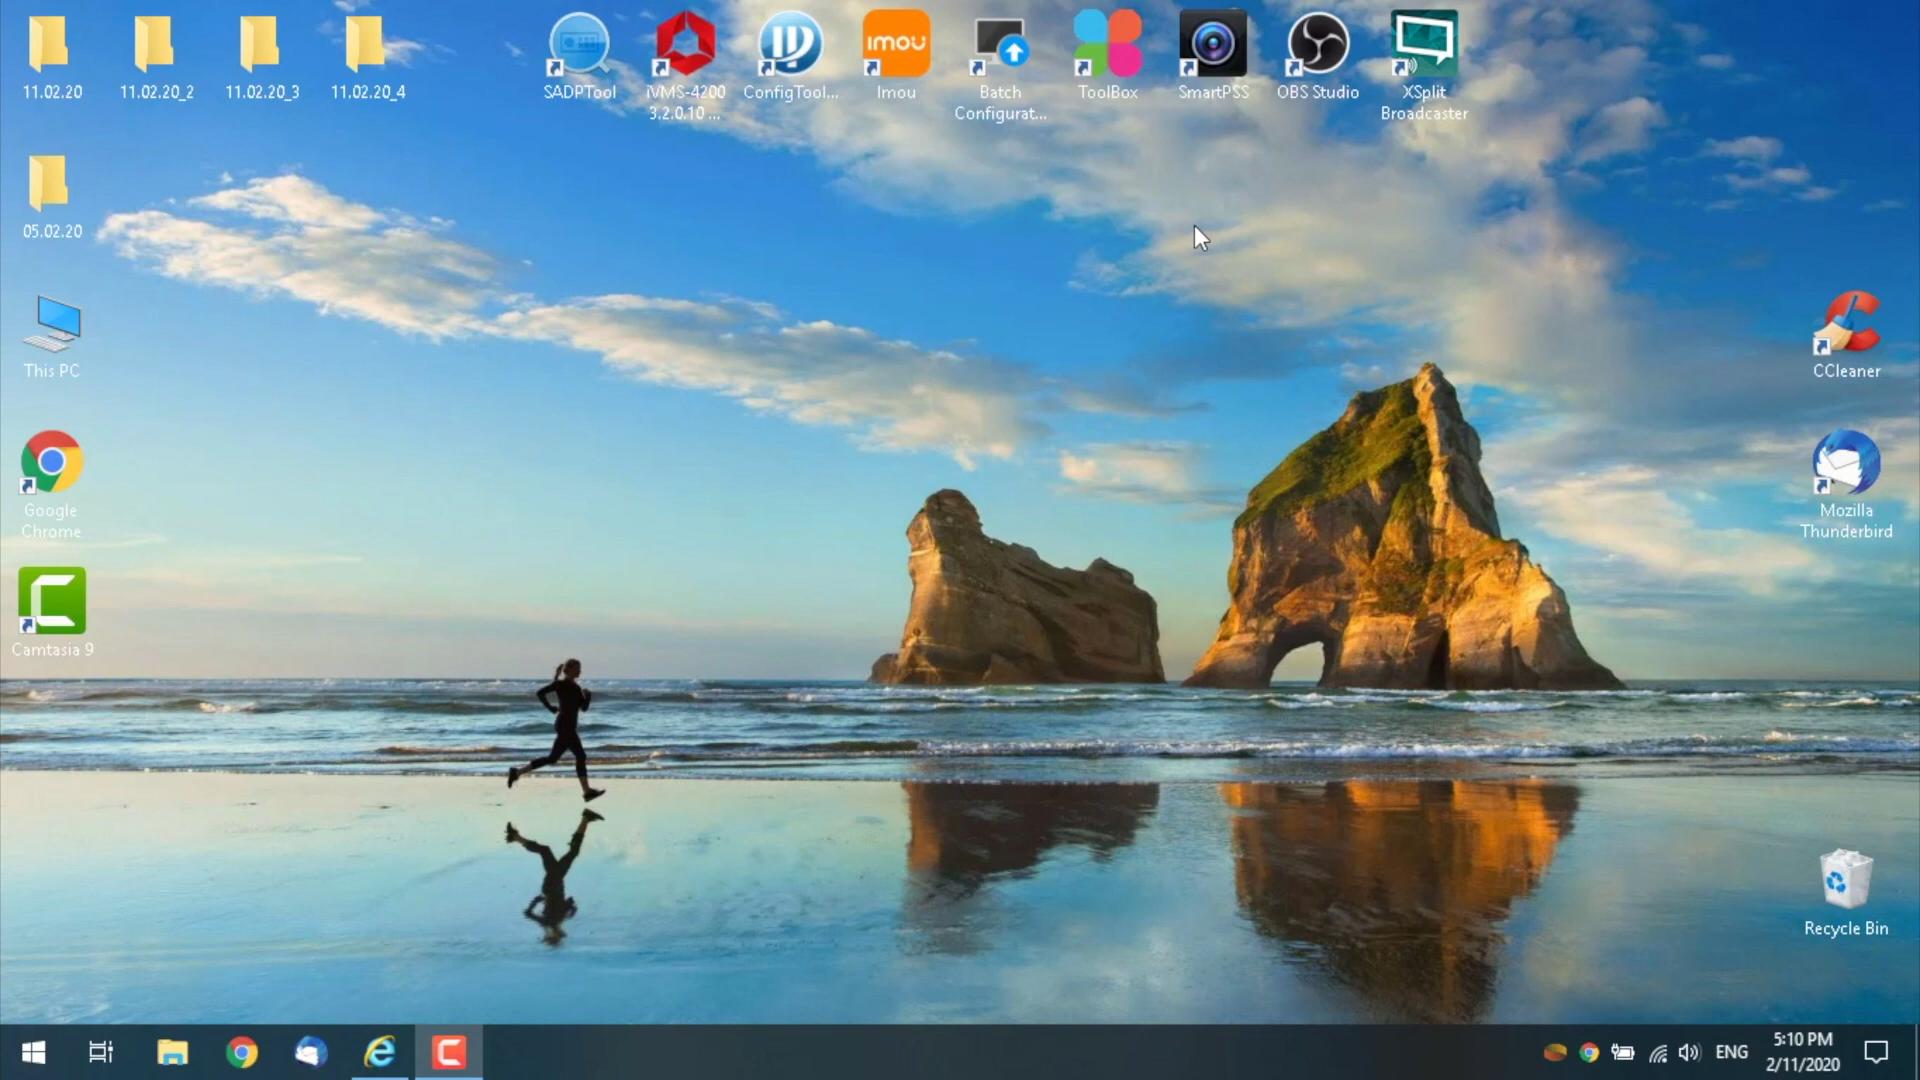 11.02.20
11.02.20_2
11.02.20_3
11.02.20_4
SADPTool
iVMS-4200
3.2.0.10 ...
ConfigTool...
imou
Imou
Batch
Configurat...
ToolBox
SmartPSS
OBS Studio
XSplit
Broadcaster
05.02.20
This PC
CCleaner
Google
Chrome
Mozilla
Thunderbird
Camtasia 9
Recycle Bin
ENG
5:10 PM
2/11/2020